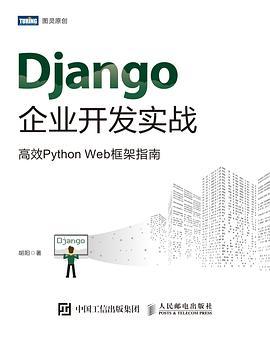 TURING 图灵原创
Django
企业开发实战
高效Python Web框架指南
Django
胡阳 著
中国工信出版集团
人民邮电出版社
POSTS & TELECOM PRESS